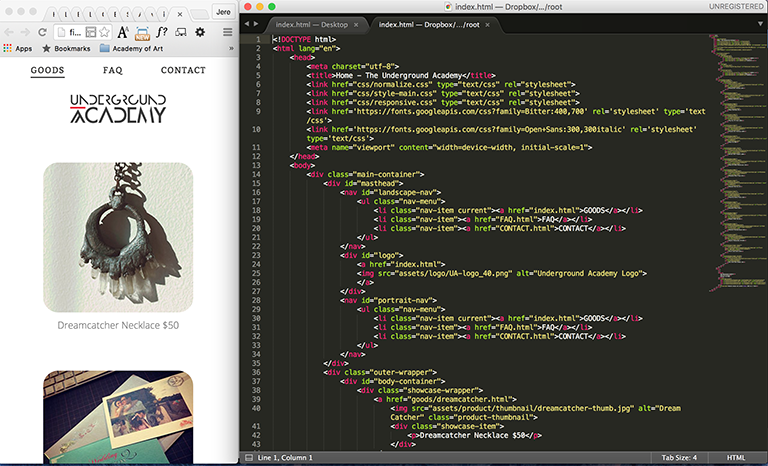 Jere
fi
Apps Bookmarks Academy of Art
GOODS FAQ CONTACT
UNDERGROUND
ACADEMY
Dreamcatcher Necklace $50
index.html — Dropbox/.../root
UNREGISTERED
index.html — Desktop × index.html — Dropbox/.../root ×
1 <!DOCTYPE html>
2 <html lang="en">
3 <head>
4 <meta charset="utf-8">
5 <title>Home – The Underground Academy</title>
6 <link href="css/normalize.css" type="text/css" rel="stylesheet">
7 <link href="css/style-main.css" type="text/css" rel="stylesheet">
8 <link href="css/responsive.css" type="text/css" rel="stylesheet">
9 <link href='https://fonts.googleapis.com/css?family=Bitter:400,700' rel='stylesheet' type='text
/css'>
10 <link href='https://fonts.googleapis.com/css?family=Open+Sans:300,300italic' rel='stylesheet'
type='text/css'>
11 <meta name="viewport" content="width=device-width, initial-scale=1">
12 </head>
13 <body>
14 <div class="main-container">
15 <div id="masthead">
16 <nav id="landscape-nav">
17 <ul class="nav-menu">
18 <li class="nav-item current"><a href="index.html">GOODS</a></li>
19 <li class="nav-item"><a href="FAQ.html">FAQ</a></li>
20 <li class="nav-item"><a href="CONTACT.html">CONTACT</a></li>
21 </ul>
22 </nav>
23 <div id="logo">
24 <a href="index.html">
25 <img src="assets/logo/UA-logo_40.png" alt="Underground Academy Logo">
26 </a>
27 </div>
28 <nav id="portrait-nav">
29 <ul class="nav-menu">
30 <li class="nav-item current"><a href="index.html">GOODS</a></li>
31 <li class="nav-item"><a href="FAQ.html">FAQ</a></li>
32 <li class="nav-item"><a href="CONTACT.html">CONTACT</a></li>
33 </ul>
34 </nav>
35 </div>
36 <div class="outer-wrapper">
37 <div id="body-container">
38 <div class="showcase-wrapper">
39 <a href="goods/dreamcatcher.html">
40 <img src="assets/product/thumbnail/dreamcatcher-thumb.jpg" alt="Dream
Catcher" class="product-thumbnail">
41 <div class="showcase-item">
42 <p>Dreamcatcher Necklace $50</p>
43 </div>
Line 1, Column 1
Tab Size: 4
HTML